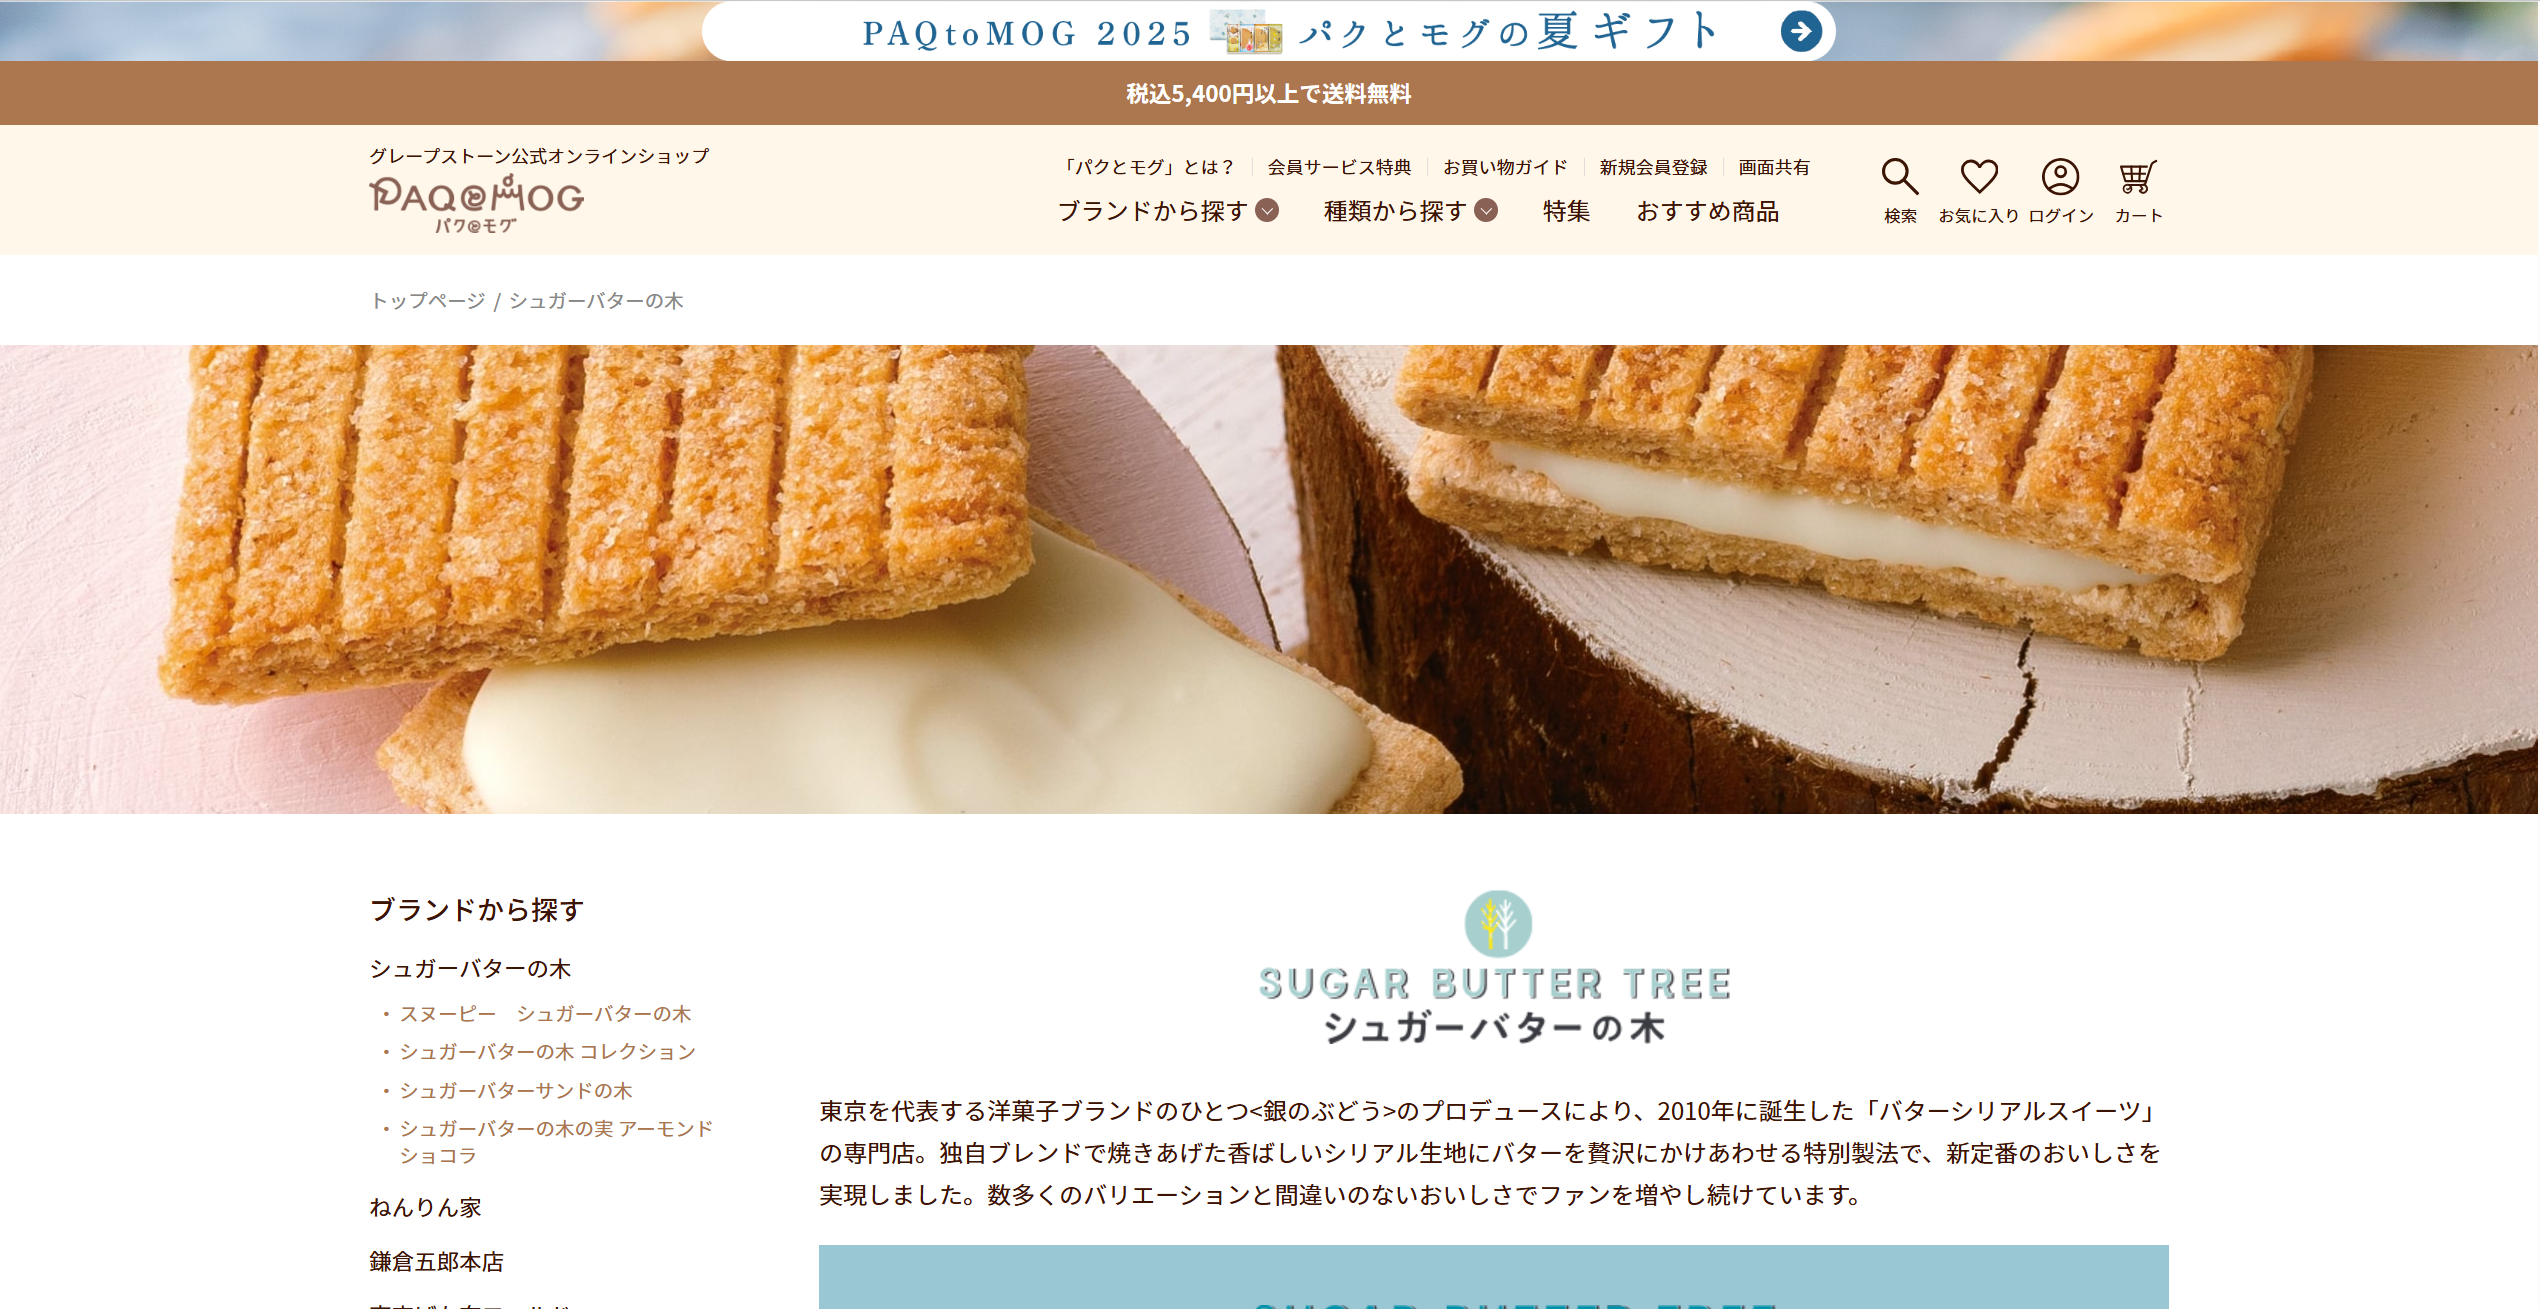 PAQtoMOG 2025 パクとモグの夏ギフト
税込5,400円以上で送料無料
グレープストーン公式オンラインショップ
PAQとMOG
パクとモグ
「パクとモグ」とは？ 会員サービス特典 お買い物ガイド 新規会員登録 画面共有
ブランドから探す 種類から探す 特集 おすすめ商品
検索 お気に入り ログイン カート
トップページ / シュガーバターの木
ブランドから探す
シュガーバターの木
・スヌーピー　シュガーバターの木
・シュガーバターの木 コレクション
・シュガーバターサンドの木
・シュガーバターの木の実 アーモンド
ショコラ
ねんりん家
鎌倉五郎本店
SUGAR BUTTER TREE
シュガーバターの木
東京を代表する洋菓子ブランドのひとつ<銀のぶどう>のプロデュースにより、2010年に誕生した「バターシリアルスイーツ」
の専門店。独自ブレンドで焼きあげた香ばしいシリアル生地にバターを贅沢にかけあわせる特別製法で、新定番のおいしさを
実現しました。数多くのバリエーションと間違いのないおいしさでファンを増やし続けています。
SUGAR BUTTER TREE